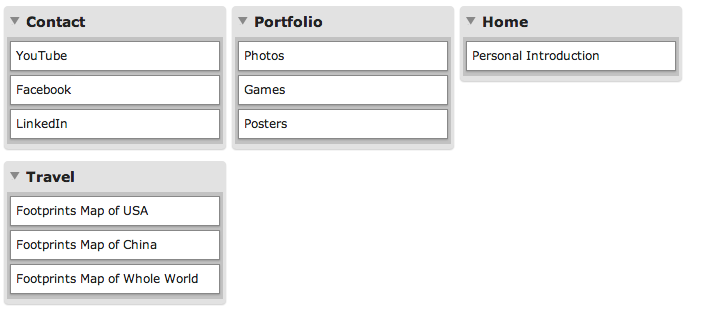 Contact
YouTube
Facebook
LinkedIn
Portfolio
Photos
Games
Posters
Home
Personal Introduction
Travel
Footprints Map of USA
Footprints Map of China
Footprints Map of Whole World